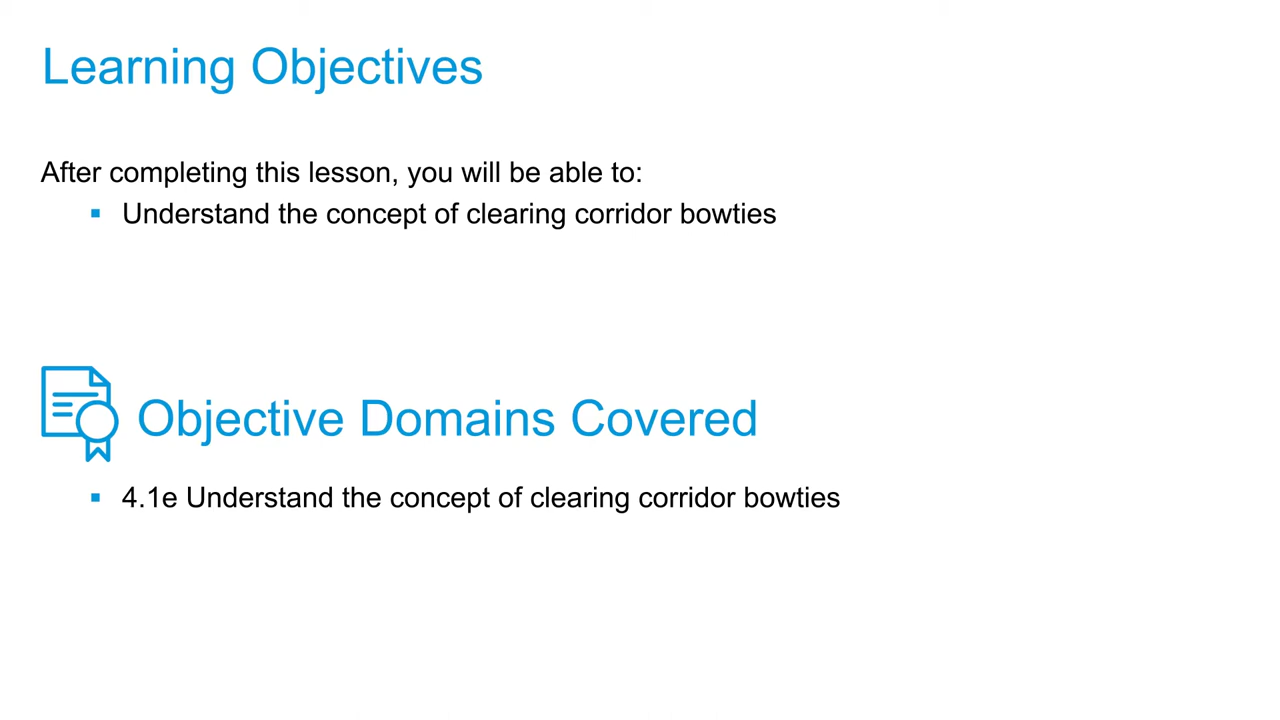 Learning Objectives
After completing this lesson, you will be able to:
▪ Understand the concept of clearing corridor bowties
Objective Domains Covered
▪ 4.1e Understand the concept of clearing corridor bowties